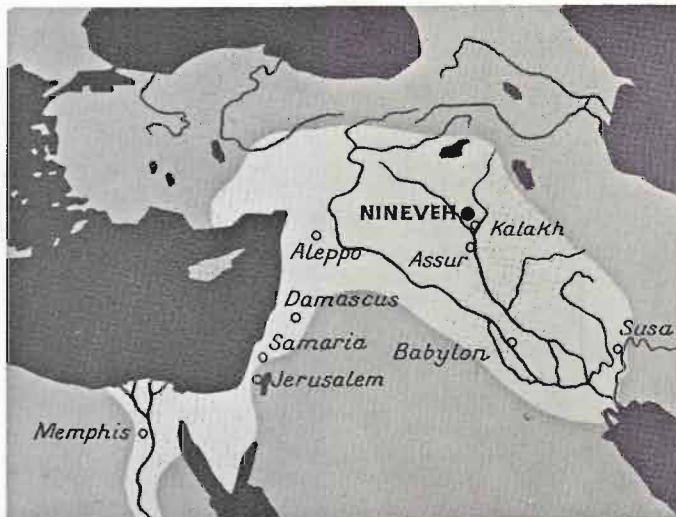 NINEVEH
Kalakh
Aleppo
Assur
Damascus
Samaria
Babylon
Susa
Jerusalem
Memphis